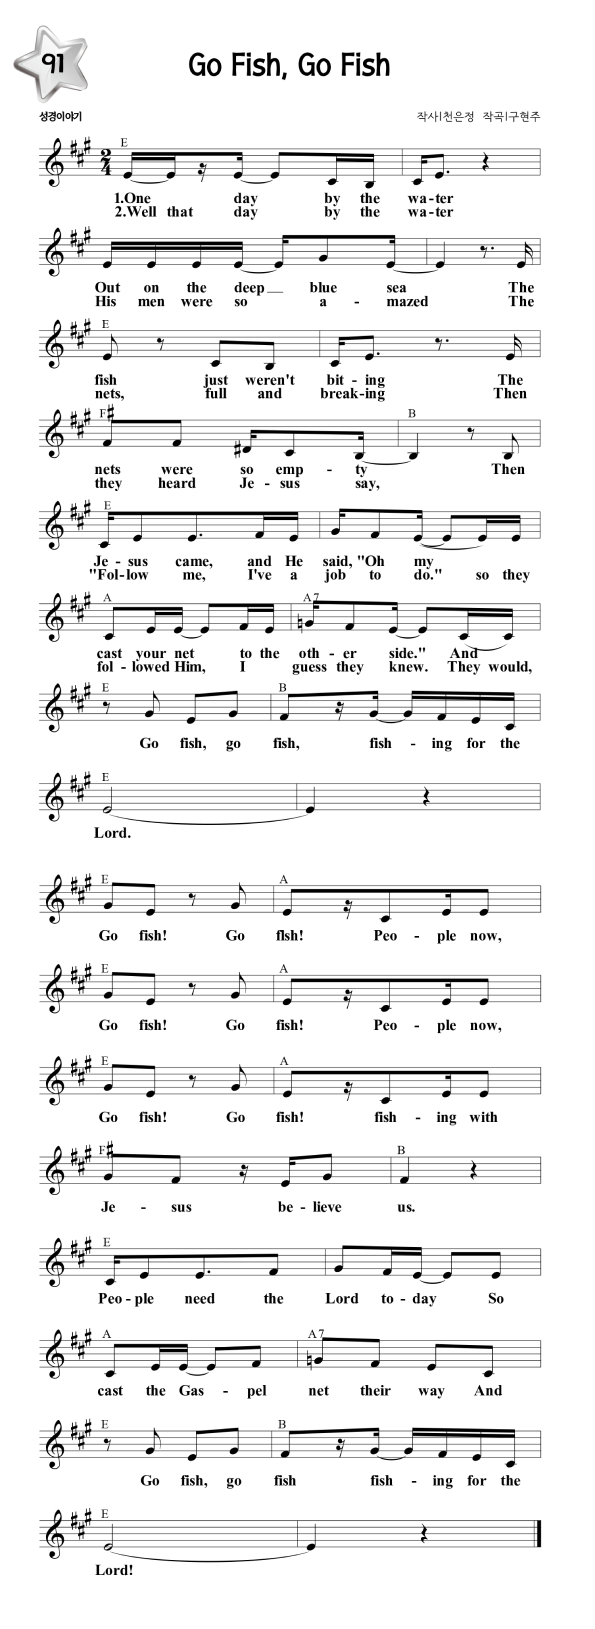 91
Go Fish, Go Fish
성경이야기 작사|천은정 작곡|구현주
E
2
4
1.One day by the wa-ter
2.Well that day by the wa-ter
Out on the deep__ blue sea The
His men were so a - mazed The
E
fish just weren't bit - ing The
nets, full and break-ing Then
F# B
nets were so emp - ty Then
they heard Je - sus say,
E
Je - sus came, and He said, "Oh my
"Fol-low me, I've a job to do." so they
A A7
cast your net to the oth - er side." And
fol - lowed Him, I guess they knew. They would,
E B
Go fish, go fish, fish - ing for the
E
Lord.
E A
Go fish! Go fIsh! Peo - ple now,
E A
Go fish! Go fish! Peo - ple now,
E A
Go fish! Go fish! fish - ing with
F# B
Je - sus be - lieve us.
E
Peo - ple need the Lord to - day So
A A7
cast the Gas - pel net their way And
E B
Go fish, go fish fish - ing for the
E
Lord!